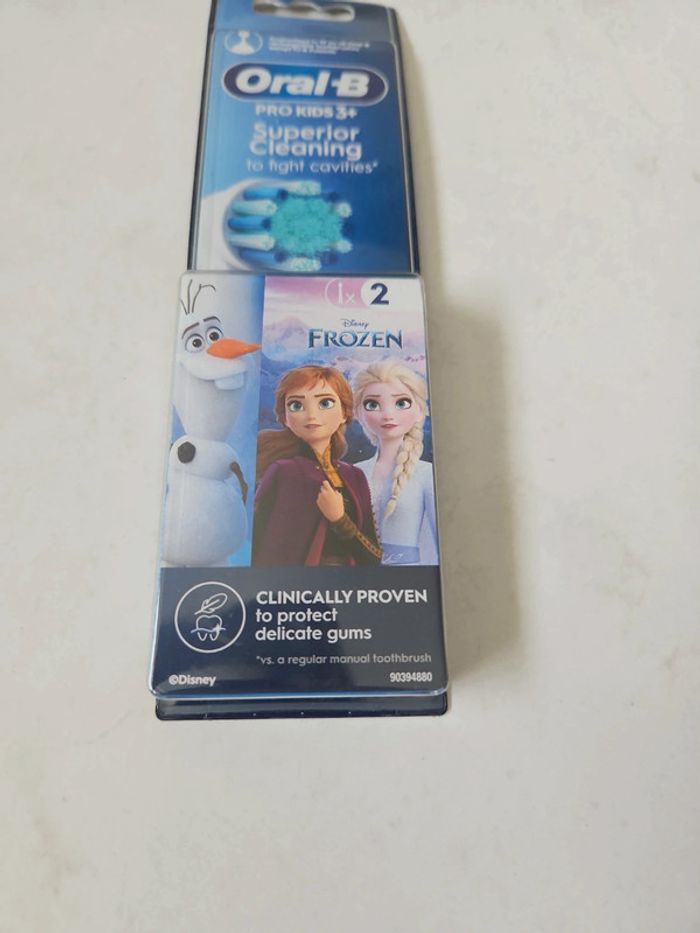 Oral-B
PRO KIDS 3+
Superior
Cleaning
to fight cavities*
1x 2
Disney
FROZEN
CLINICALLY PROVEN
to protect
delicate gums
*vs. a regular manual toothbrush
©Disney
90394880